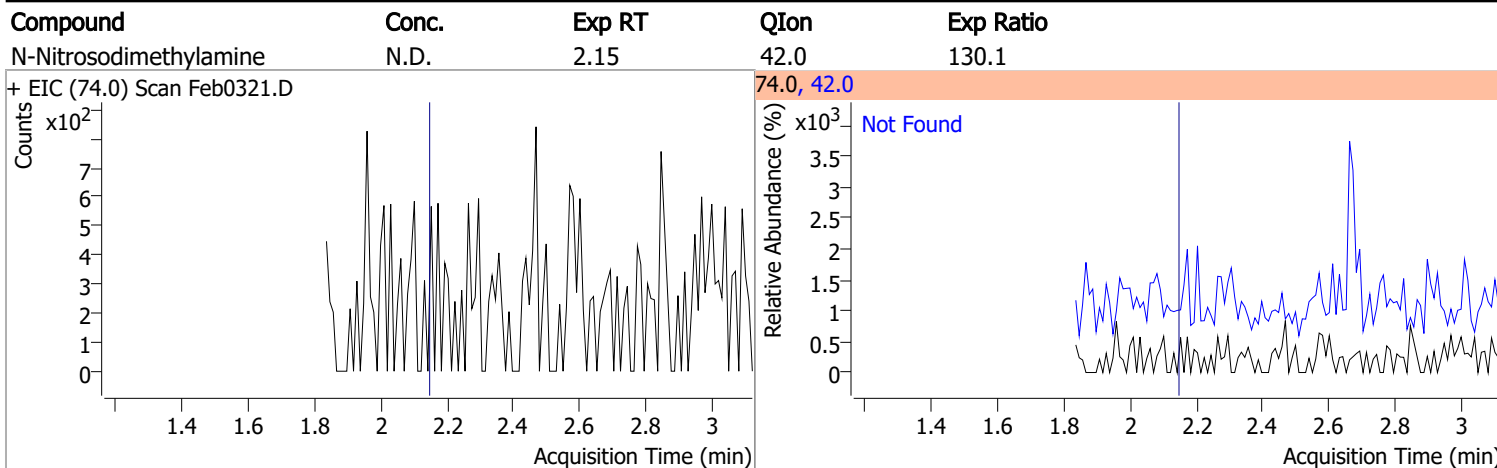 Compound Conc. Exp RT QIon Exp Ratio
N-Nitrosodimethylamine N.D. 2.15 42.0 130.1
+ EIC (74.0) Scan Feb0321.D
Counts
x10²
7
6
5
4
3
2
1
0
1.4 1.6 1.8 2 2.2 2.4 2.6 2.8 3
Acquisition Time (min)
74.0, 42.0
Relative Abundance (%)
x10³
Not Found
3.5
3
2.5
2
1.5
1
0.5
0
1.4 1.6 1.8 2 2.2 2.4 2.6 2.8 3
Acquisition Time (min)